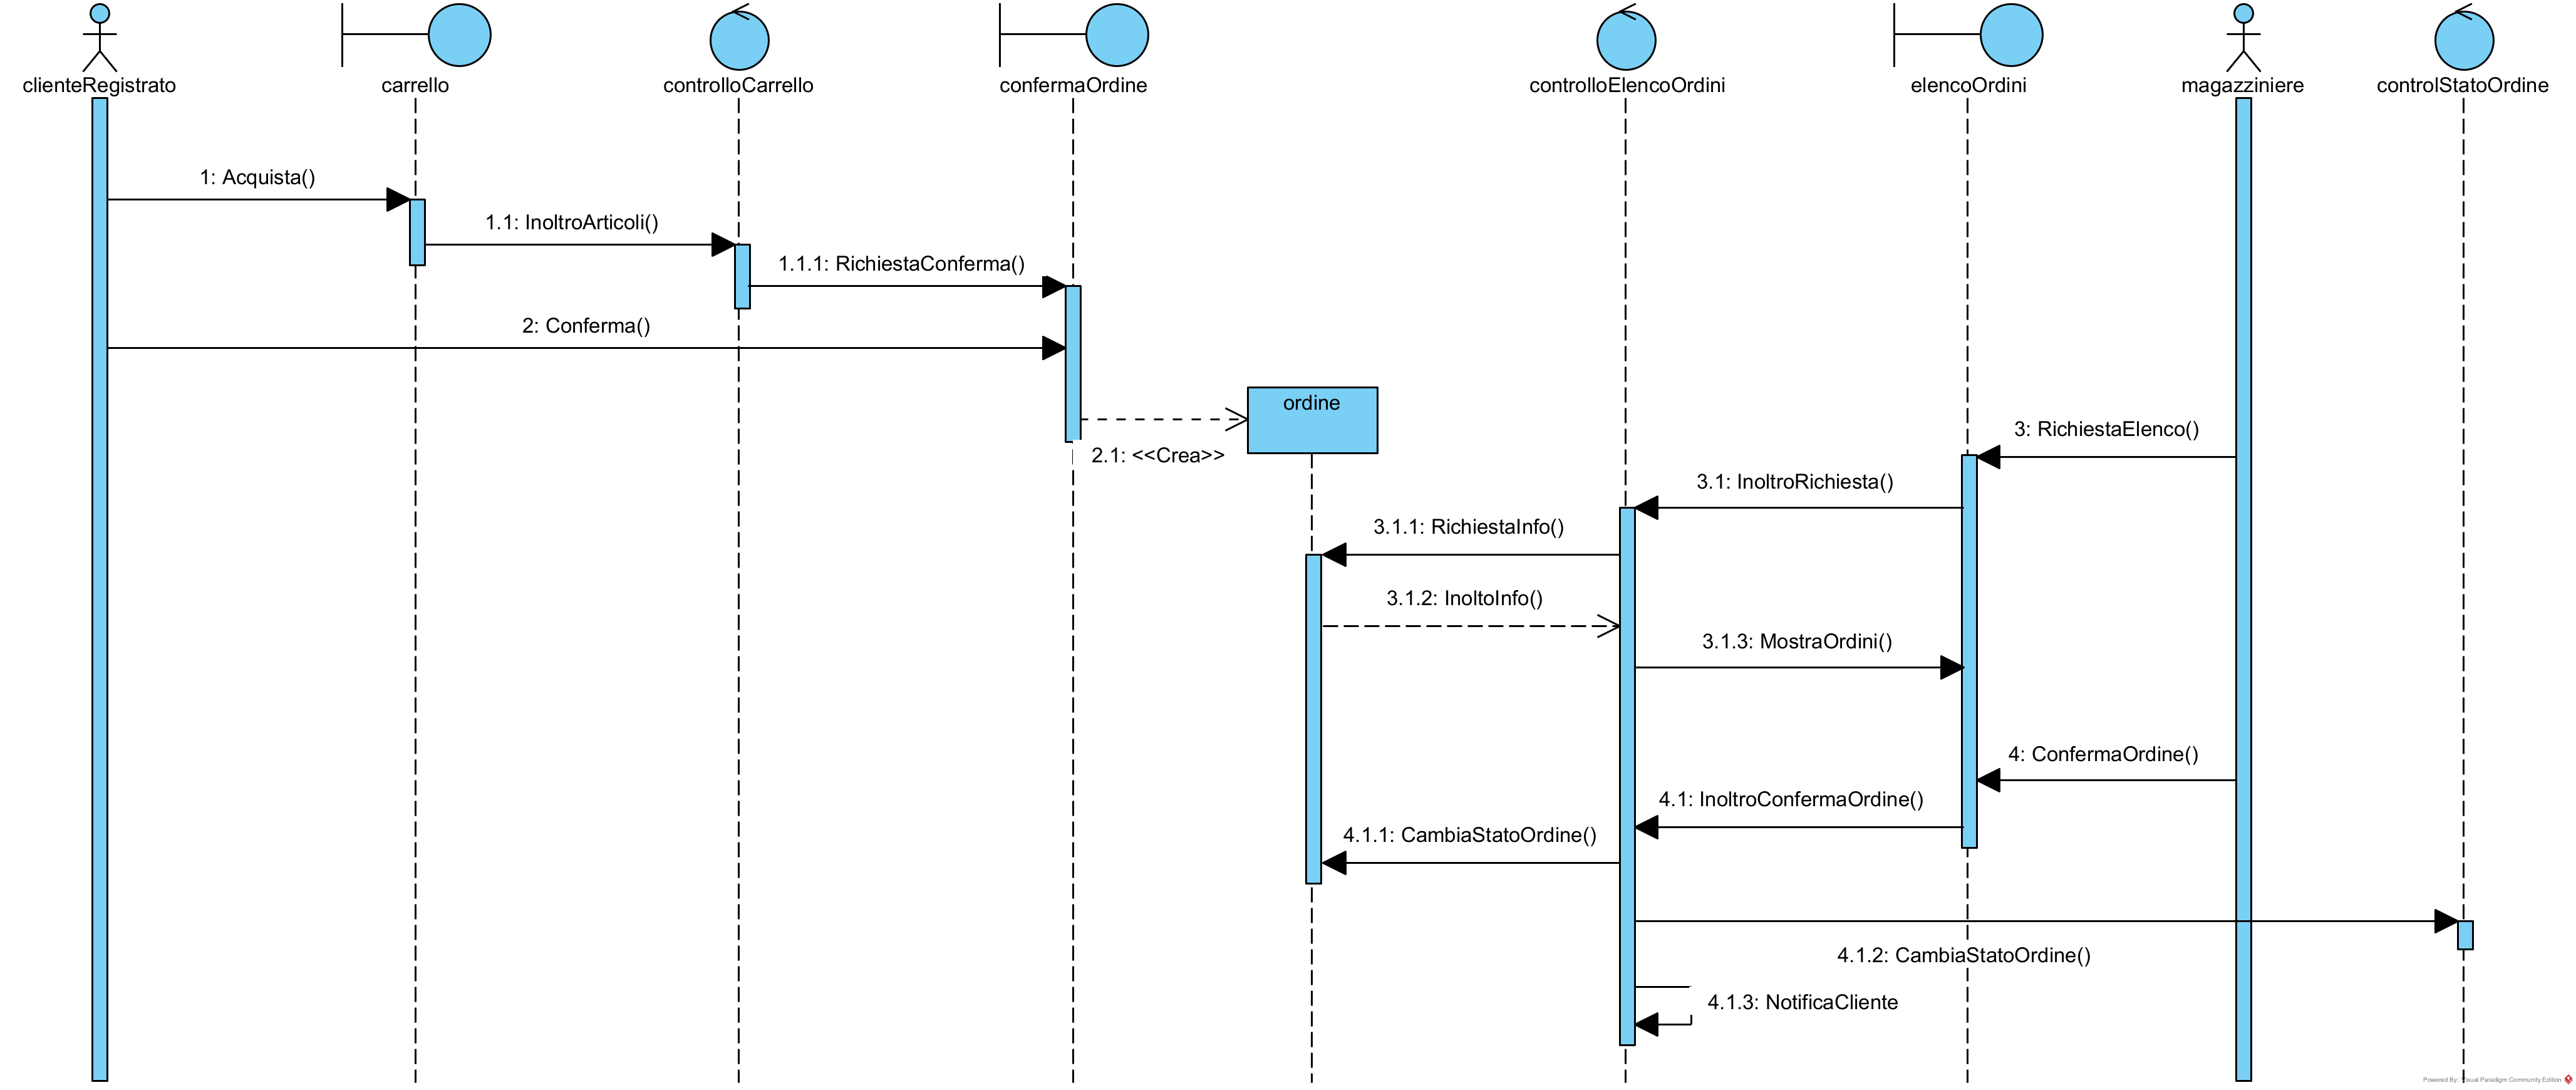 clienteRegistrato
carrello
controlloCarrello
confermaOrdine
controlloElencoOrdini
elencoOrdini
magazziniere
controlStatoOrdine
1: Acquista()
1.1: InoltroArticoli()
1.1.1: RichiestaConferma()
2: Conferma()
ordine
2.1: <<Crea>>
3: RichiestaElenco()
3.1: InoltroRichiesta()
3.1.1: RichiestaInfo()
3.1.2: InoltoInfo()
3.1.3: MostraOrdini()
4: ConfermaOrdine()
4.1: InoltroConfermaOrdine()
4.1.1: CambiaStatoOrdine()
4.1.2: CambiaStatoOrdine()
4.1.3: NotificaCliente
Powered By Visual Paradigm Community Edition